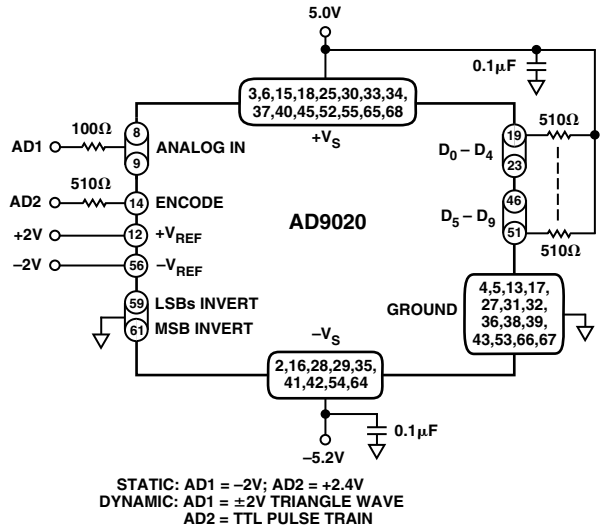 5.0V
0.1µF
3,6,15,18,25,30,33,34,
37,40,45,52,55,65,68
+VS
100Ω
AD1
8
9
ANALOG IN
510Ω
AD2
14
ENCODE
+2V
12
+VREF
–2V
56
–VREF
59
LSBs INVERT
61
MSB INVERT
AD9020
D0 – D4
19
23
510Ω
D5 – D9
46
51
510Ω
GROUND
4,5,13,17,
27,31,32,
36,38,39,
43,53,66,67
–VS
2,16,28,29,35,
41,42,54,64
0.1µF
–5.2V
STATIC: AD1 = –2V; AD2 = +2.4V
DYNAMIC: AD1 = ±2V TRIANGLE WAVE
AD2 = TTL PULSE TRAIN